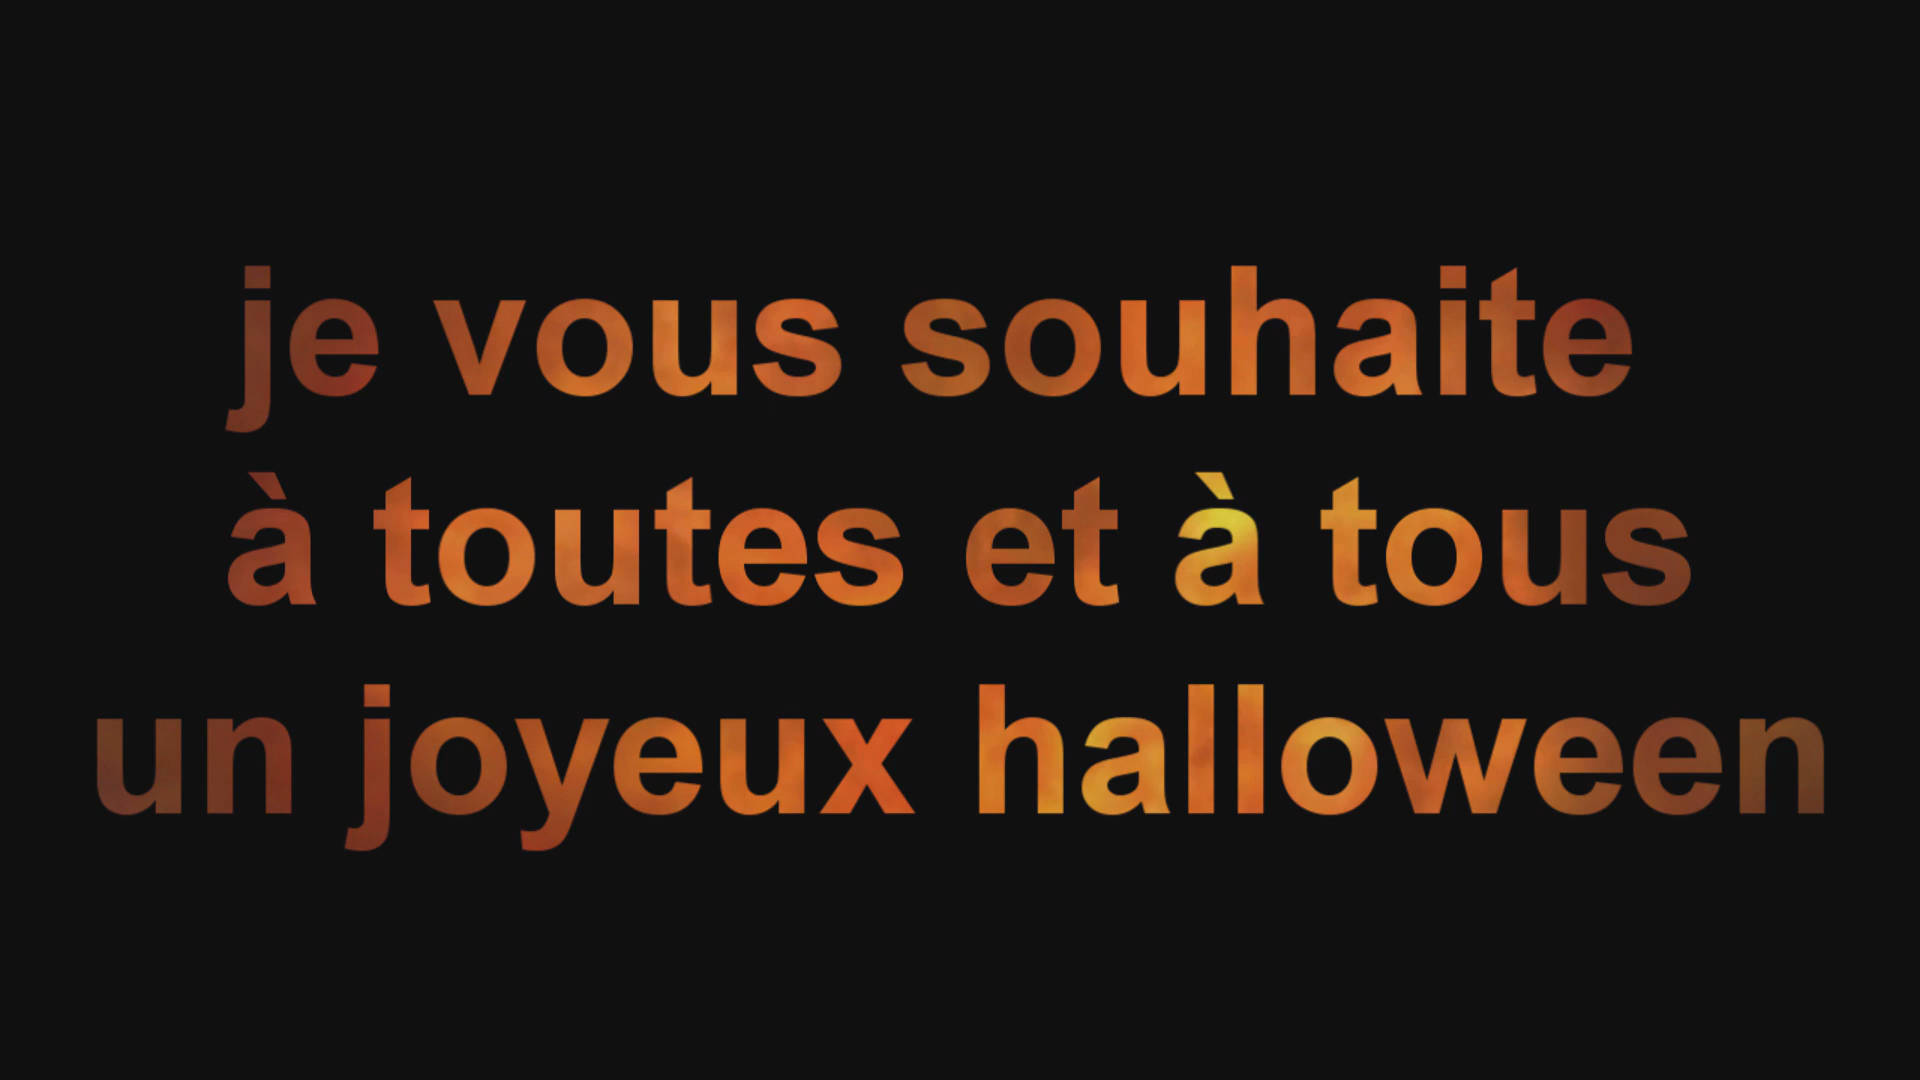 je vous souhaite
à toutes et à tous
un joyeux halloween